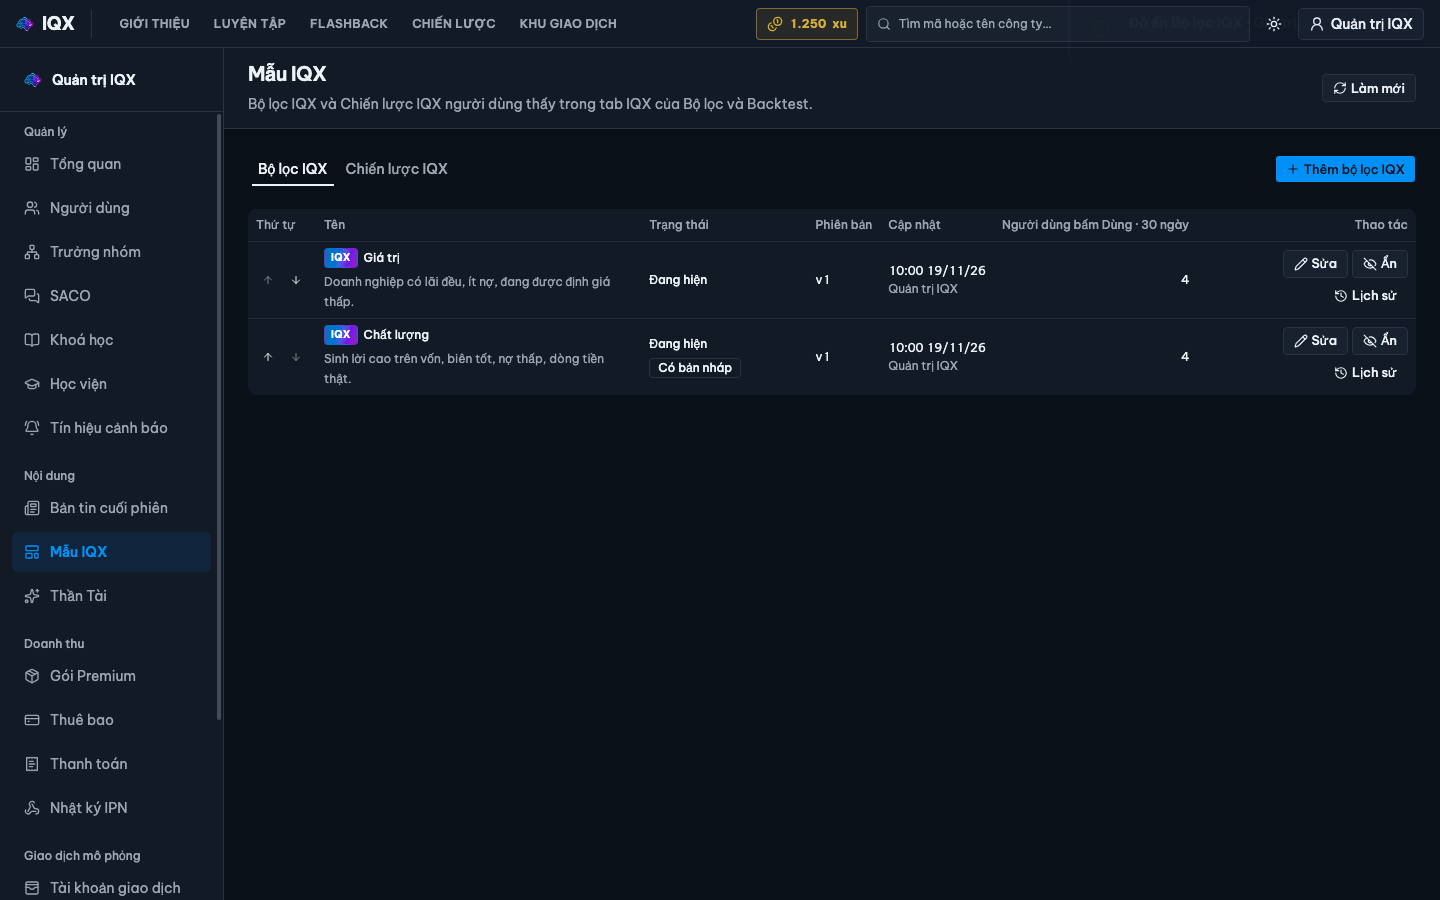 IQX
GIỚI THIỆU
LUYỆN TẬP
FLASHBACK
CHIẾN LƯỢC
KHU GIAO DỊCH
1.250 xu
Tìm mã hoặc tên công ty...
Quản trị IQX
Quản trị IQX
Quản lý
Tổng quan
Người dùng
Trưởng nhóm
SACO
Khoá học
Học viện
Tín hiệu cảnh báo
Nội dung
Bản tin cuối phiên
Mẫu IQX
Thần Tài
Doanh thu
Gói Premium
Thuê bao
Thanh toán
Nhật ký IPN
Giao dịch mô phỏng
Tài khoản giao dịch
Mẫu IQX
Bộ lọc IQX và Chiến lược IQX người dùng thấy trong tab IQX của Bộ lọc và Backtest.
Làm mới
Bộ lọc IQX
Chiến lược IQX
Thêm bộ lọc IQX
Thứ tự
Tên
Trạng thái
Phiên bản
Cập nhật
Người dùng bấm Dùng · 30 ngày
Thao tác
IQX Giá trị
Doanh nghiệp có lãi đều, ít nợ, đang được định giá
thấp.
Đang hiện
v1
10:00 19/11/26
Quản trị IQX
4
Sửa
Ẩn
Lịch sử
IQX Chất lượng
Sinh lời cao trên vốn, biên tốt, nợ thấp, dòng tiền
thật.
Đang hiện
Có bản nháp
v1
10:00 19/11/26
Quản trị IQX
4
Sửa
Ẩn
Lịch sử